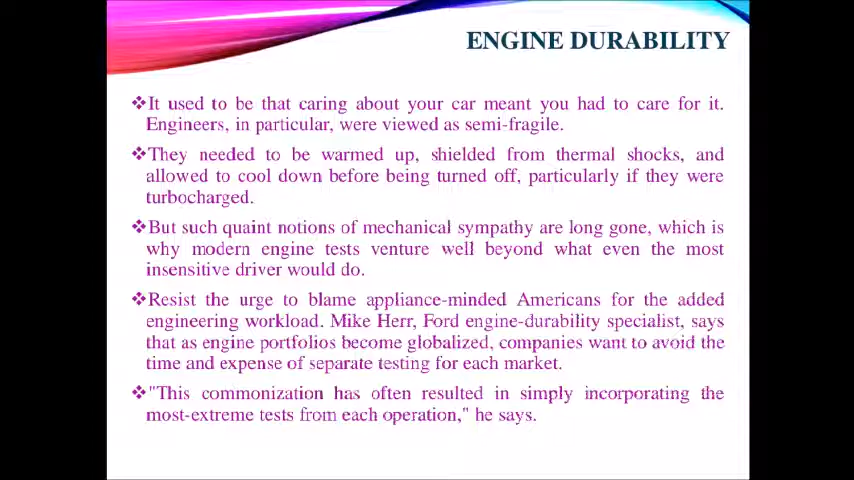 ENGINE DURABILITY
❖It used to be that caring about your car meant you had to care for it.
Engineers, in particular, were viewed as semi-fragile.
❖They needed to be warmed up, shielded from thermal shocks, and
allowed to cool down before being turned off, particularly if they were
turbocharged.
❖But such quaint notions of mechanical sympathy are long gone, which is
why modern engine tests venture well beyond what even the most
insensitive driver would do.
❖Resist the urge to blame appliance-minded Americans for the added
engineering workload. Mike Herr, Ford engine-durability specialist, says
that as engine portfolios become globalized, companies want to avoid the
time and expense of separate testing for each market.
❖"This commonization has often resulted in simply incorporating the
most-extreme tests from each operation," he says.